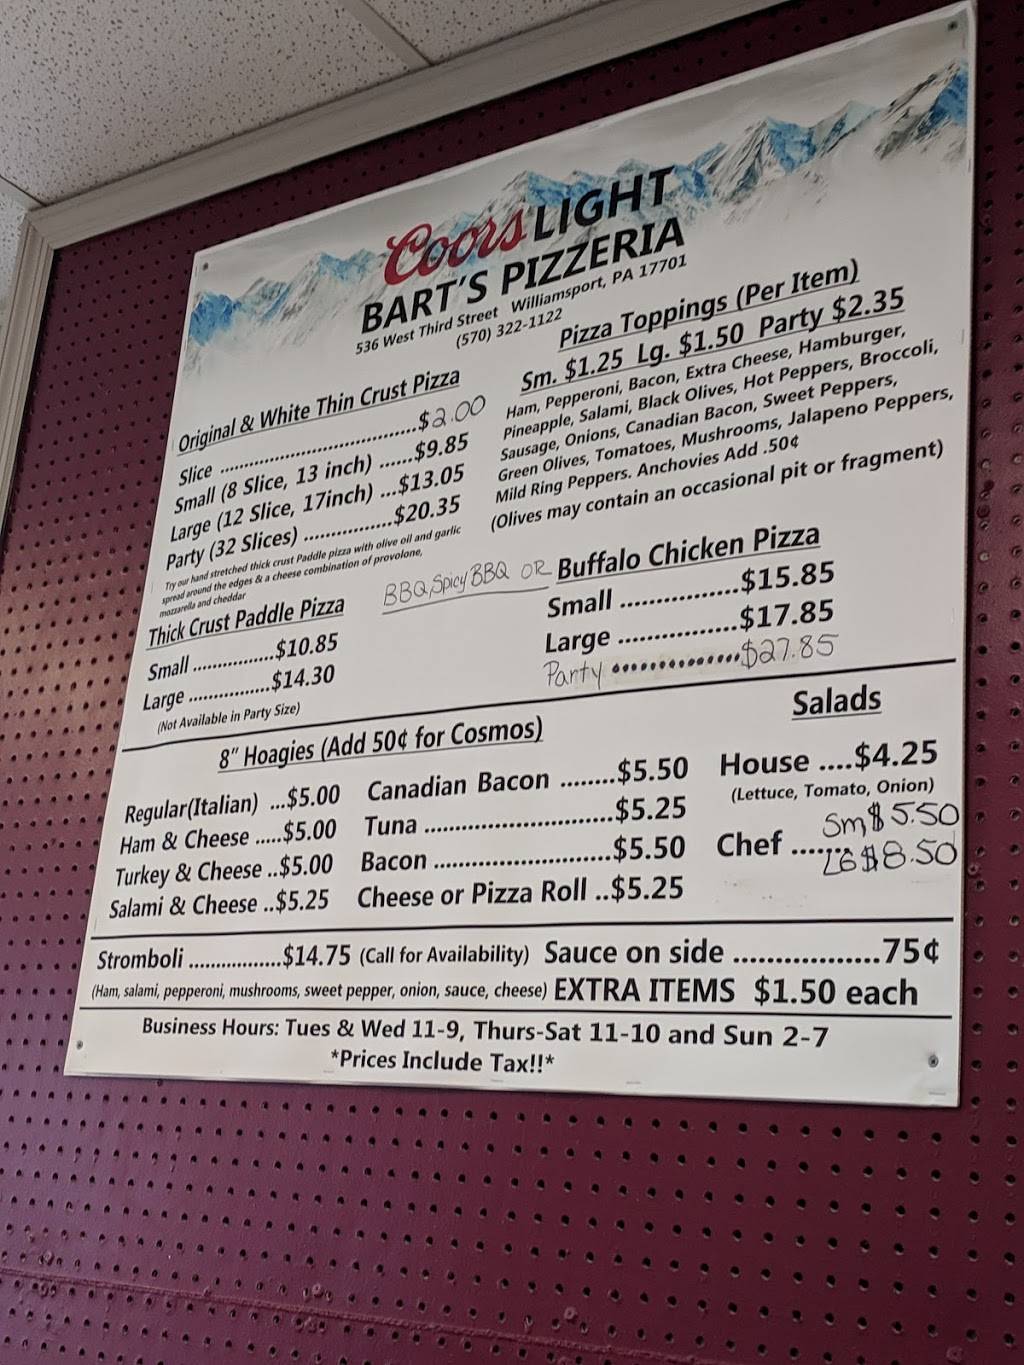 Coors LIGHT
BART'S PIZZERIA
536 West Third Street Williamsport, PA 17701
(570) 322-1122
Original & White Thin Crust Pizza
Slice ....................................$2.00
Small (8 Slice, 13 inch) ......$9.85
Large (12 Slice, 17inch) ...$13.05
Party (32 Slices) ................$20.35
Try our hand stretched thick crust Paddle pizza with olive oil and garlic
spread around the edges & a cheese combination of provolone,
mozzarella and cheddar
Thick Crust Paddle Pizza
Small ................$10.85
Large ................$14.30
(Not Available in Party Size)
Pizza Toppings (Per Item)
Sm. $1.25 Lg. $1.50 Party $2.35
Ham, Pepperoni, Bacon, Extra Cheese, Hamburger,
Pineapple, Salami, Black Olives, Hot Peppers, Broccoli,
Sausage, Onions, Canadian Bacon, Sweet Peppers,
Green Olives, Tomatoes, Mushrooms, Jalapeno Peppers,
Mild Ring Peppers. Anchovies Add .50¢
(Olives may contain an occasional pit or fragment)
BBQ, Spicy BBQ OR Buffalo Chicken Pizza
Small ................$15.85
Large ................$17.85
Party ..............$27.85
8" Hoagies (Add 50¢ for Cosmos)
Regular(Italian) ...$5.00
Ham & Cheese .....$5.00
Turkey & Cheese ..$5.00
Salami & Cheese ..$5.25
Canadian Bacon ........$5.50
Tuna ............................$5.25
Bacon ..........................$5.50
Cheese or Pizza Roll ..$5.25
Salads
House ....$4.25
(Lettuce, Tomato, Onion)
Sm $5.50
Chef .......
LG $8.50
Stromboli .................$14.75 (Call for Availability) Sauce on side .................75¢
(Ham, salami, pepperoni, mushrooms, sweet pepper, onion, sauce, cheese) EXTRA ITEMS $1.50 each
Business Hours: Tues & Wed 11-9, Thurs-Sat 11-10 and Sun 2-7
*Prices Include Tax!!*